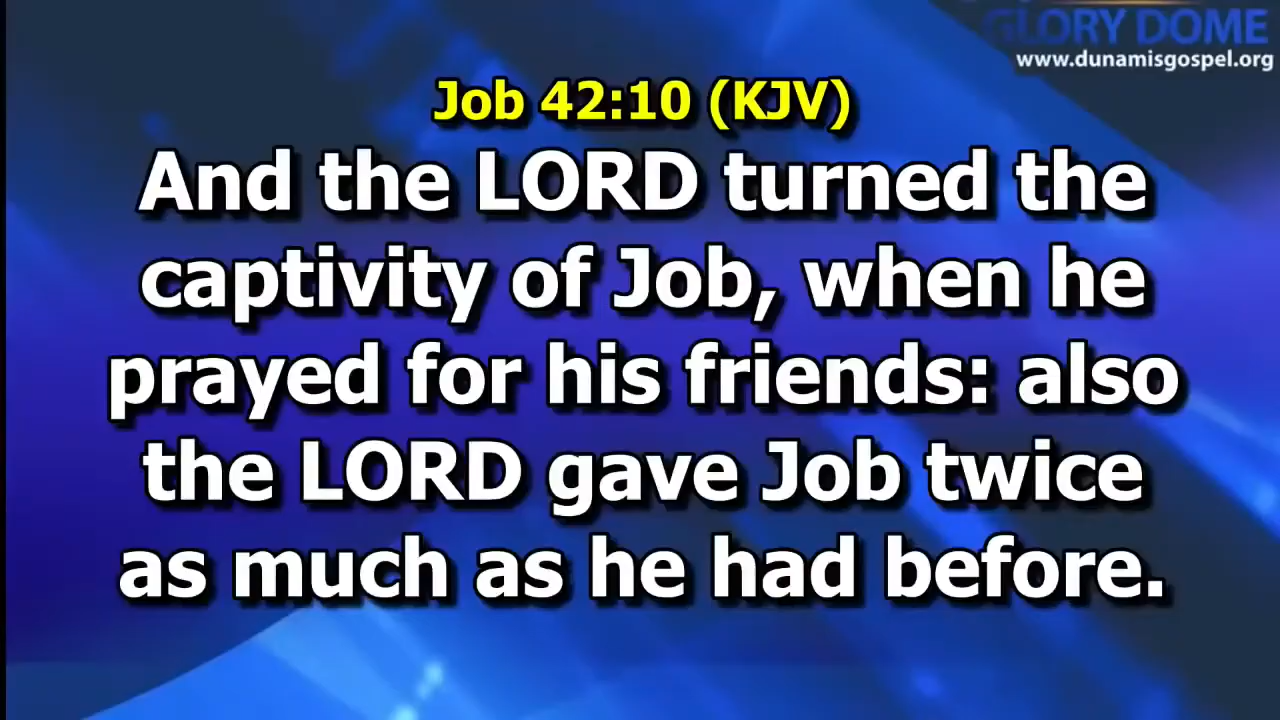 GLORY DOME
www.dunamisgospel.org
Job 42:10 (KJV)
And the LORD turned the
captivity of Job, when he
prayed for his friends: also
the LORD gave Job twice
as much as he had before.